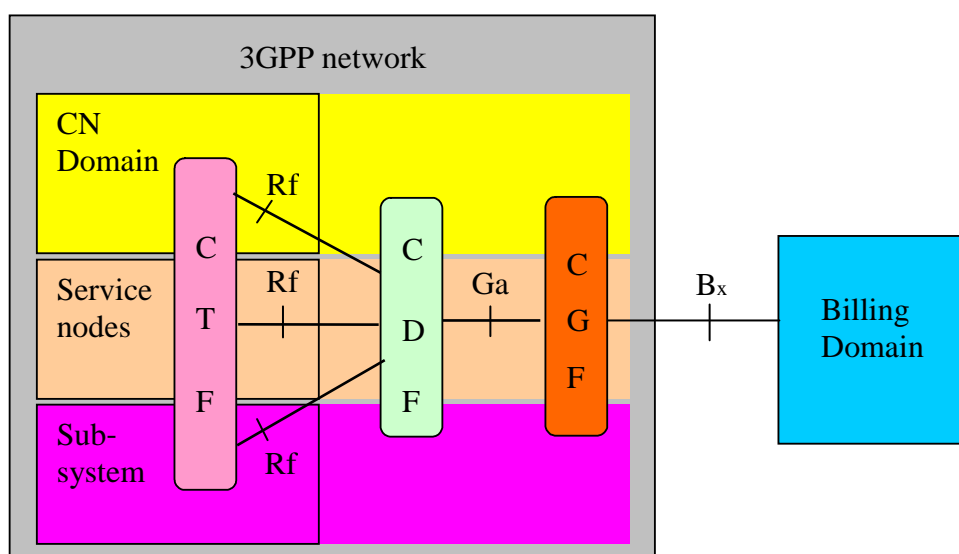 3GPP network
CN
Domain
Rf
C
T
F
Service
nodes
Rf
Sub-
system
Rf
C
D
F
Ga
C
G
F
Bx
Billing
Domain